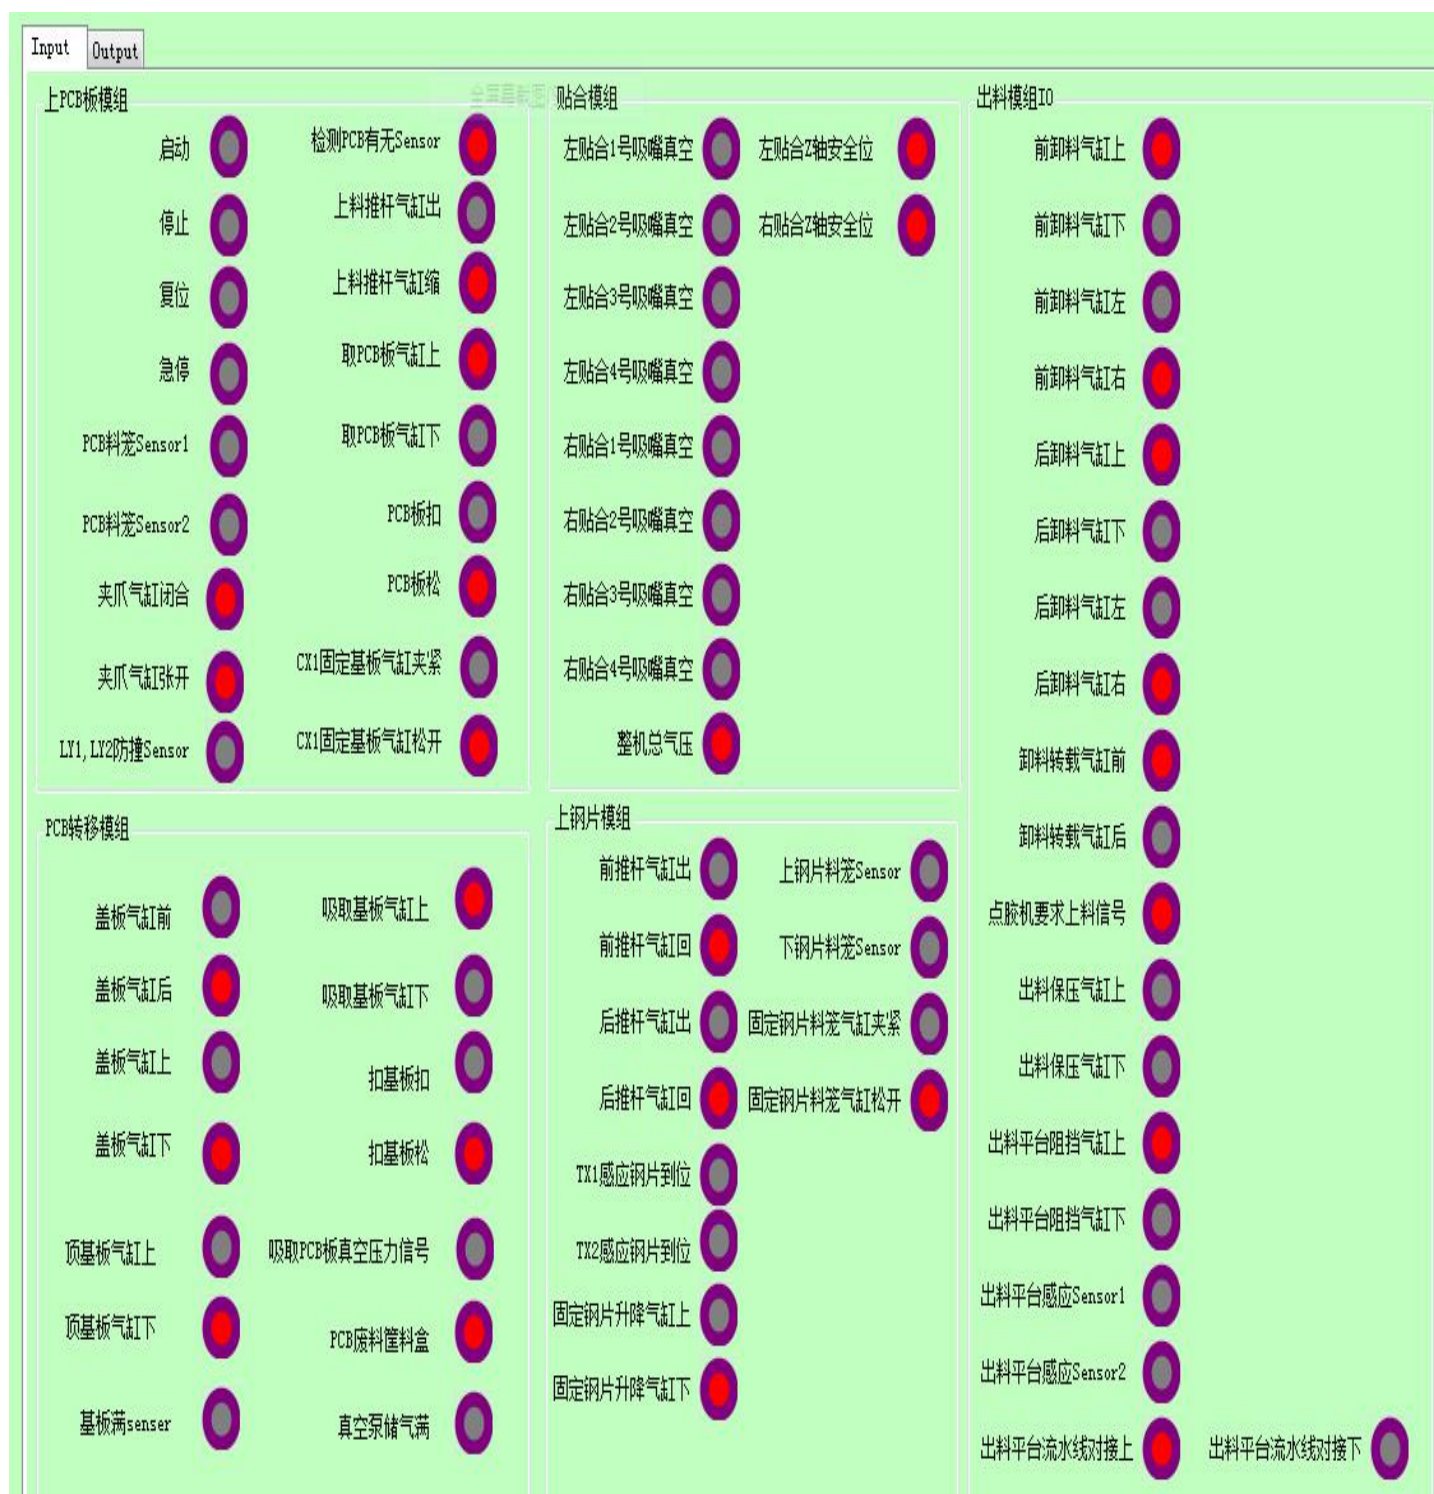 Input
Output
全屏幕截图
上PCB板模组
启动
停止
复位
急停
PCB料笼Sensor1
PCB料笼Sensor2
夹爪气缸闭合
夹爪气缸张开
LY1,LY2防撞Sensor
检测PCB有无Sensor
上料推杆气缸出
上料推杆气缸缩
取PCB板气缸上
取PCB板气缸下
PCB板扣
PCB板松
CX1固定基板气缸夹紧
CX1固定基板气缸松开
贴合模组
左贴合1号吸嘴真空
左贴合2号吸嘴真空
左贴合3号吸嘴真空
左贴合4号吸嘴真空
右贴合1号吸嘴真空
右贴合2号吸嘴真空
右贴合3号吸嘴真空
右贴合4号吸嘴真空
整机总气压
左贴合Z轴安全位
右贴合Z轴安全位
出料模组IO
前卸料气缸上
前卸料气缸下
前卸料气缸左
前卸料气缸右
后卸料气缸上
后卸料气缸下
后卸料气缸左
后卸料气缸右
卸料转载气缸前
卸料转载气缸后
点胶机要求上料信号
出料保压气缸上
出料保压气缸下
出料平台阻挡气缸上
出料平台阻挡气缸下
出料平台感应Sensor1
出料平台感应Sensor2
出料平台流水线对接上
出料平台流水线对接下
PCB转移模组
盖板气缸前
盖板气缸后
盖板气缸上
盖板气缸下
顶基板气缸上
顶基板气缸下
基板满senser
吸取基板气缸上
吸取基板气缸下
扣基板扣
扣基板松
吸取PCB板真空压力信号
PCB废料筐料盒
真空泵储气满
上钢片模组
前推杆气缸出
前推杆气缸回
后推杆气缸出
后推杆气缸回
TX1感应钢片到位
TX2感应钢片到位
固定钢片升降气缸上
固定钢片升降气缸下
上钢片料笼Sensor
下钢片料笼Sensor
固定钢片料笼气缸夹紧
固定钢片料笼气缸松开